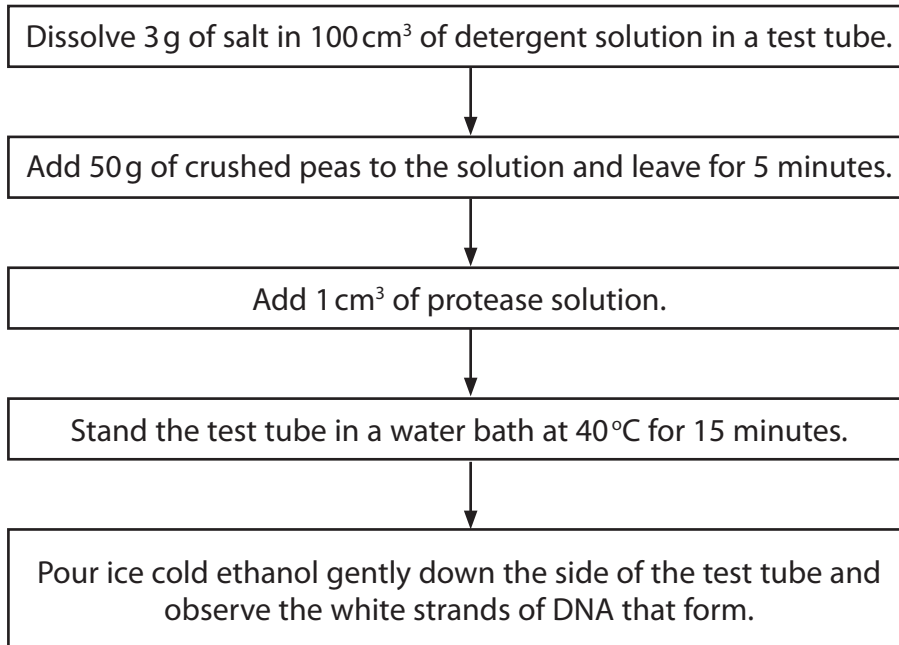 Dissolve 3 g of salt in 100 cm³ of detergent solution in a test tube.
Add 50 g of crushed peas to the solution and leave for 5 minutes.
Add 1 cm³ of protease solution.
Stand the test tube in a water bath at 40 °C for 15 minutes.
Pour ice cold ethanol gently down the side of the test tube and
observe the white strands of DNA that form.